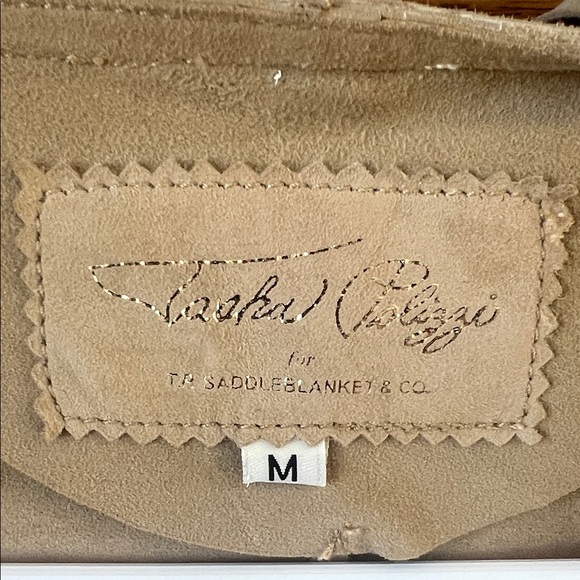 Tasha Polizzi
for
T.P. SADDLEBLANKET & CO.
M